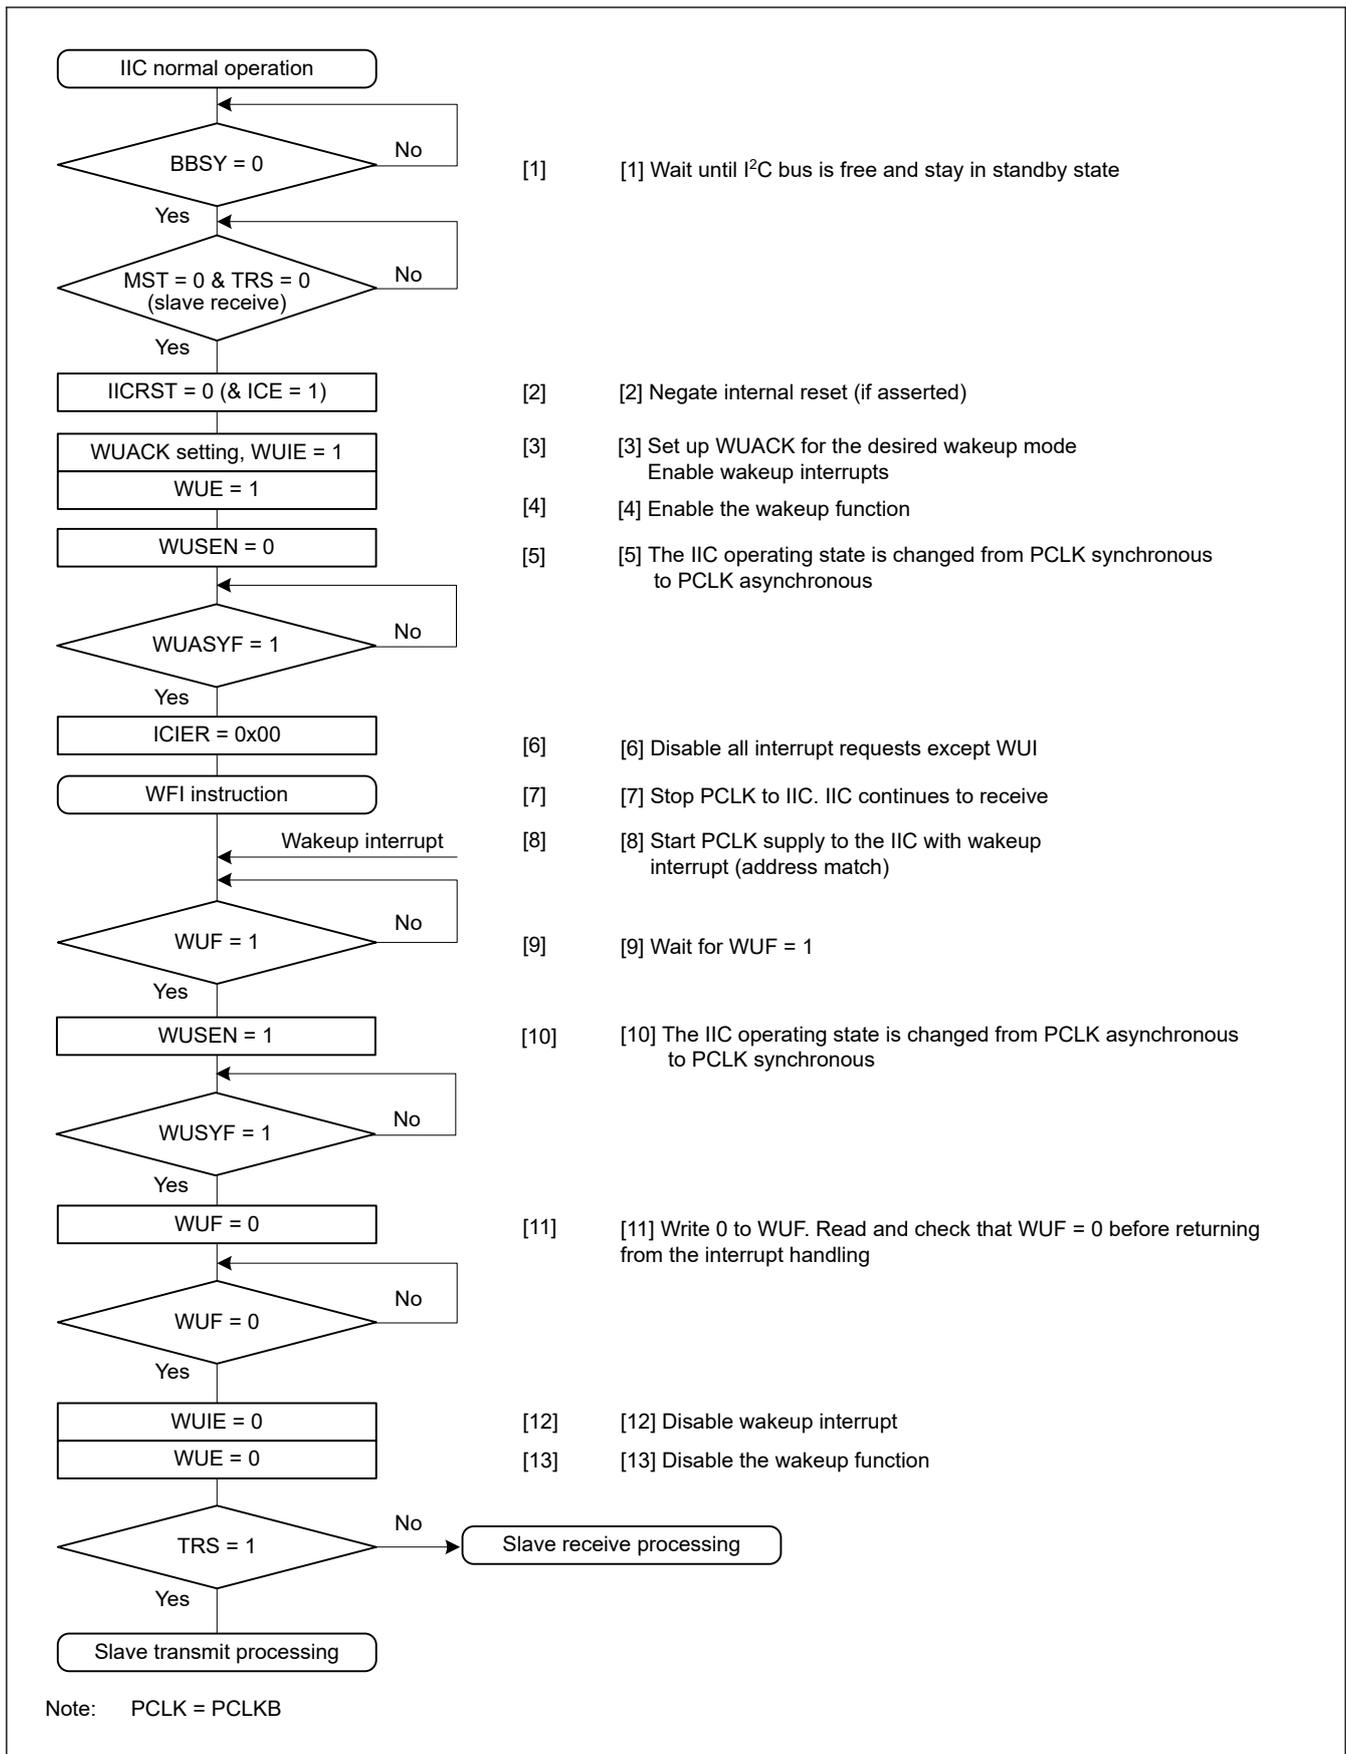 IIC normal operation
No
BBSY = 0
[1] [1] Wait until I²C bus is free and stay in standby state
Yes
No
MST = 0 & TRS = 0
(slave receive)
Yes
IICRST = 0 (& ICE = 1)
[2] [2] Negate internal reset (if asserted)
WUACK setting, WUIE = 1
[3] [3] Set up WUACK for the desired wakeup mode
Enable wakeup interrupts
WUE = 1
[4] [4] Enable the wakeup function
WUSEN = 0
[5] [5] The IIC operating state is changed from PCLK synchronous
to PCLK asynchronous
No
WUASYF = 1
Yes
ICIER = 0x00
[6] [6] Disable all interrupt requests except WUI
WFI instruction
[7] [7] Stop PCLK to IIC. IIC continues to receive
Wakeup interrupt
[8] [8] Start PCLK supply to the IIC with wakeup
interrupt (address match)
No
WUF = 1
[9] [9] Wait for WUF = 1
Yes
WUSEN = 1
[10] [10] The IIC operating state is changed from PCLK asynchronous
to PCLK synchronous
No
WUSYF = 1
Yes
WUF = 0
[11] [11] Write 0 to WUF. Read and check that WUF = 0 before returning
from the interrupt handling
No
WUF = 0
Yes
WUIE = 0
[12] [12] Disable wakeup interrupt
WUE = 0
[13] [13] Disable the wakeup function
No
TRS = 1
Slave receive processing
Yes
Slave transmit processing
Note: PCLK = PCLKB